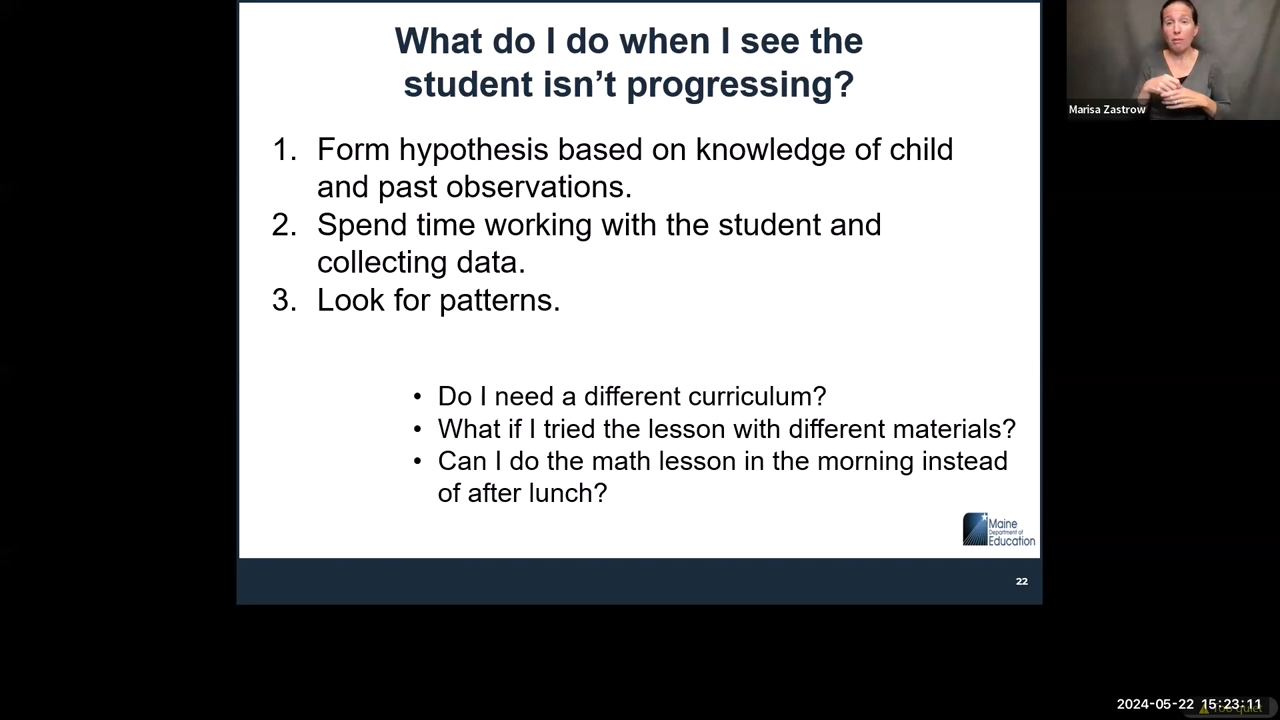 What do I do when I see the
student isn’t progressing?
1. Form hypothesis based on knowledge of child
and past observations.
2. Spend time working with the student and
collecting data.
3. Look for patterns.
• Do I need a different curriculum?
• What if I tried the lesson with different materials?
• Can I do the math lesson in the morning instead
of after lunch?
Maine
Department of
Education
22
Marisa Zastrow
2024-05-22 15:23:11